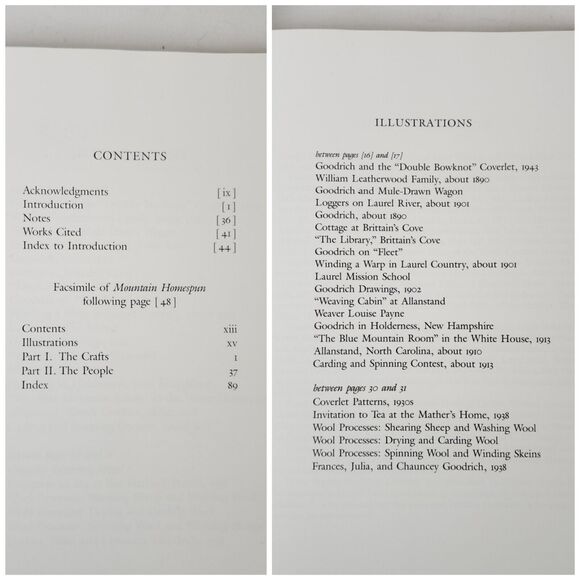 CONTENTS
Acknowledgments [ix]
Introduction [1]
Notes [36]
Works Cited [41]
Index to Introduction [44]
Facsimile of Mountain Homespun
following page [48]
Contents xiii
Illustrations xv
Part I. The Crafts 1
Part II. The People 37
Index 89
ILLUSTRATIONS
between pages [16] and [17]
Goodrich and the "Double Bowknot" Coverlet, 1943
William Leatherwood Family, about 1890
Goodrich and Mule-Drawn Wagon
Loggers on Laurel River, about 1901
Goodrich, about 1890
Cottage at Brittain's Cove
"The Library," Brittain's Cove
Goodrich on "Fleet"
Winding a Warp in Laurel Country, about 1901
Laurel Mission School
Goodrich Drawings, 1902
"Weaving Cabin" at Allanstand
Weaver Louise Payne
Goodrich in Holderness, New Hampshire
"The Blue Mountain Room" in the White House, 1913
Allanstand, North Carolina, about 1910
Carding and Spinning Contest, about 1913
between pages 30 and 31
Coverlet Patterns, 1930s
Invitation to Tea at the Mather's Home, 1938
Wool Processes: Shearing Sheep and Washing Wool
Wool Processes: Drying and Carding Wool
Wool Processes: Spinning Wool and Winding Skeins
Frances, Julia, and Chauncey Goodrich, 1938